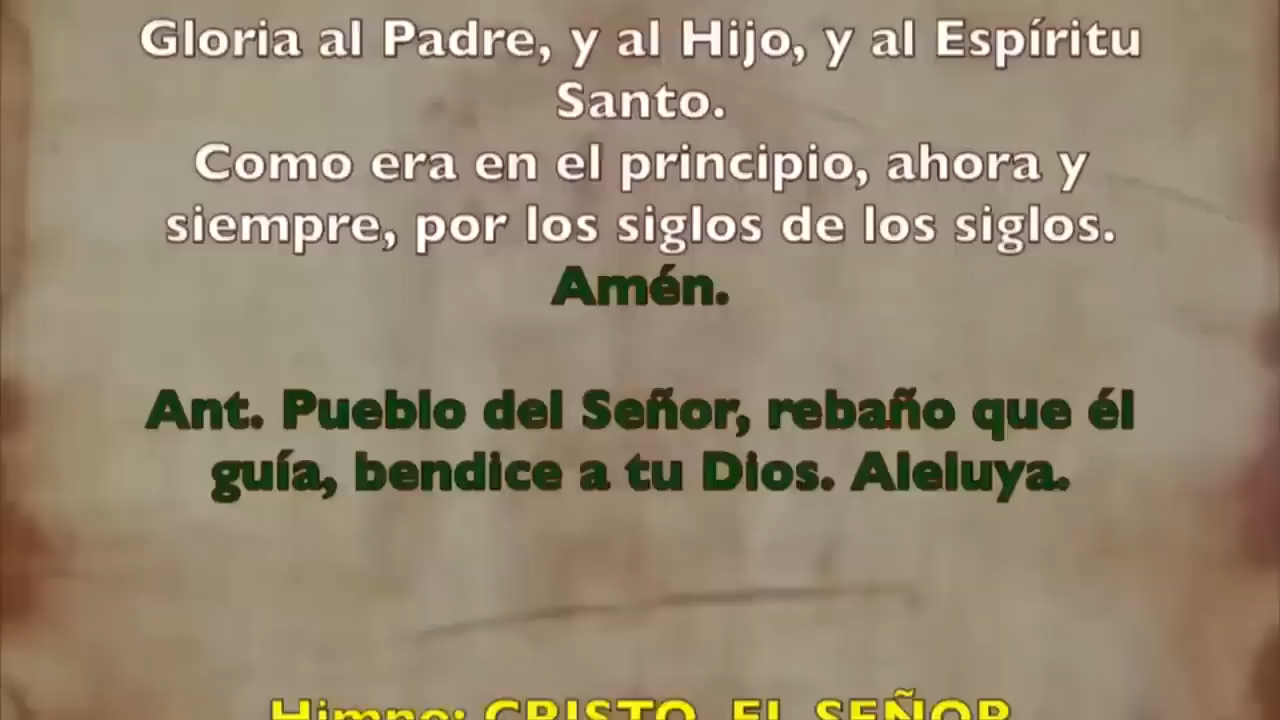 Gloria al Padre, y al Hijo, y al Espíritu
Santo.
Como era en el principio, ahora y
siempre, por los siglos de los siglos.
Amén.
Ant. Pueblo del Señor, rebaño que él
guía, bendice a tu Dios. Aleluya.
Himno: CRISTO, EL SEÑOR